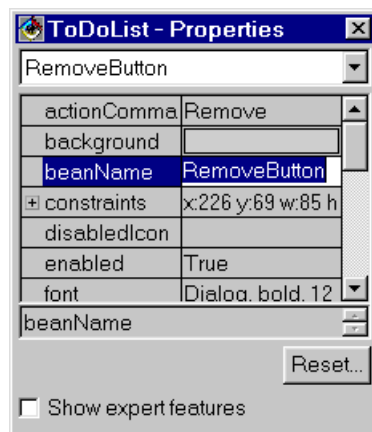 ToDoList - Properties
RemoveButton
actionComma Remove
background
beanName RemoveButton
constraints x:226 y:69 w:85 h
disabledIcon
enabled True
font Dialog, bold, 12
beanName
Reset...
Show expert features